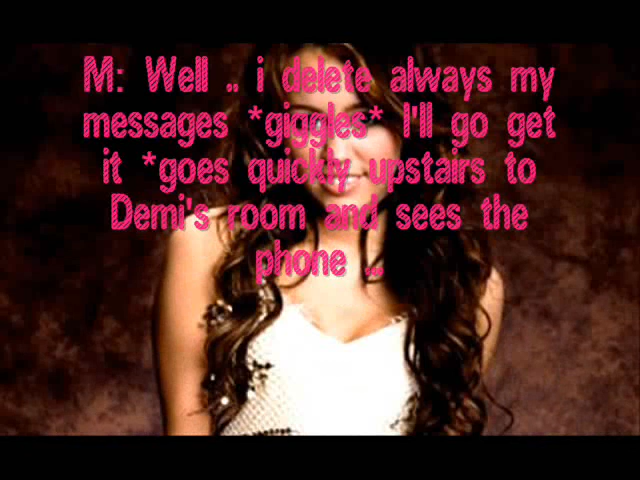 M: Well .. i delete always my
messages *giggles* I'll go get
it *goes quickly upstairs to
Demi's room and sees the
phone ...